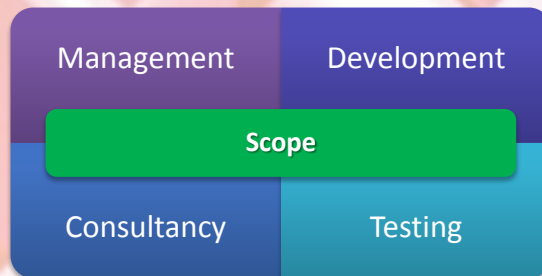 Management
Development
Scope
Consultancy
Testing